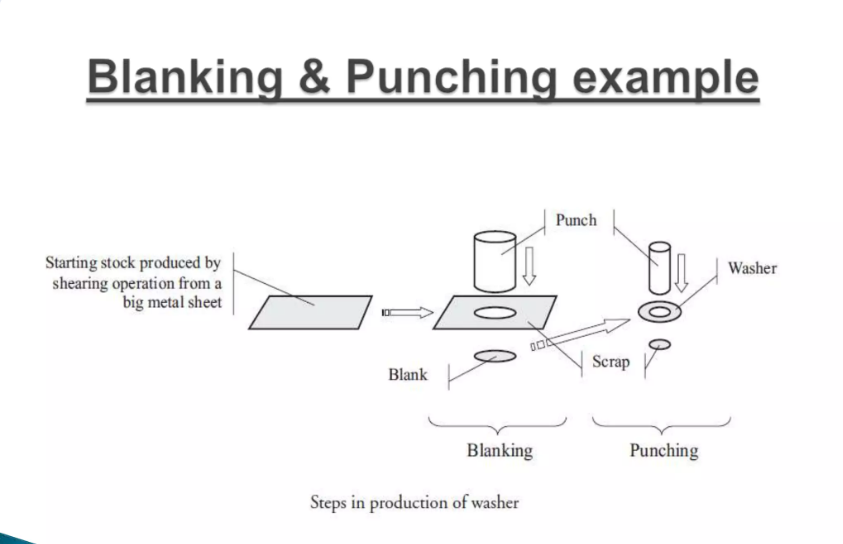 Blanking & Punching example
Punch
Starting stock produced by
shearing operation from a
big metal sheet
Washer
Blank
Scrap
Blanking
Punching
Steps in production of washer